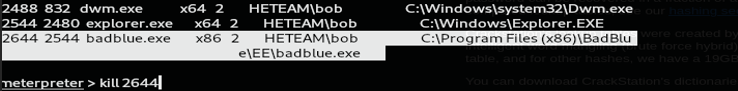 2488 832 dwm.exe x64 2 HETEAM\bob C:\Windows\system32\Dwm.exe
2544 2480 explorer.exe x64 2 HETEAM\bob C:\Windows\Explorer.EXE
2644 2544 badblue.exe x86 2 HETEAM\bob C:\Program Files (x86)\BadBlu
e\EE\badblue.exe
meterpreter > kill 2644